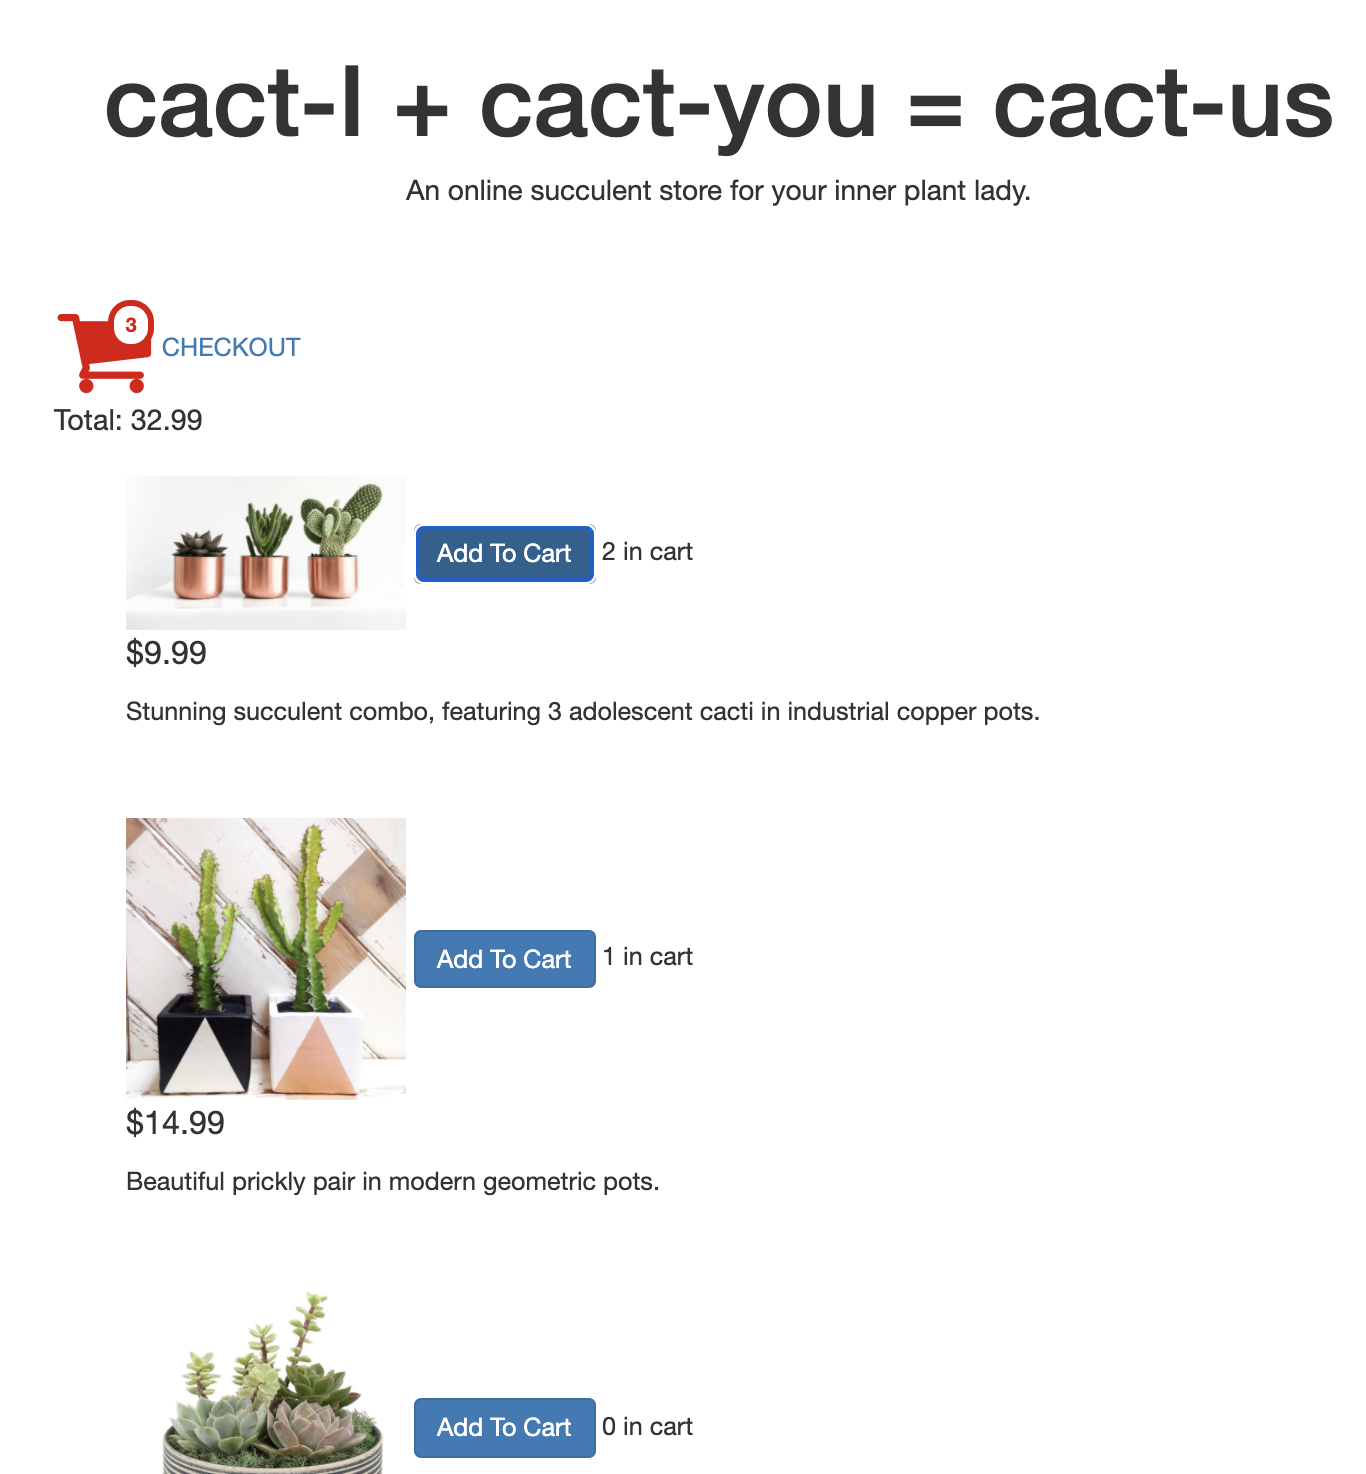 cact-I + cact-you = cact-us
An online succulent store for your inner plant lady.
3
CHECKOUT
Total: 32.99
Add To Cart 2 in cart
$9.99
Stunning succulent combo, featuring 3 adolescent cacti in industrial copper pots.
Add To Cart 1 in cart
$14.99
Beautiful prickly pair in modern geometric pots.
Add To Cart 0 in cart